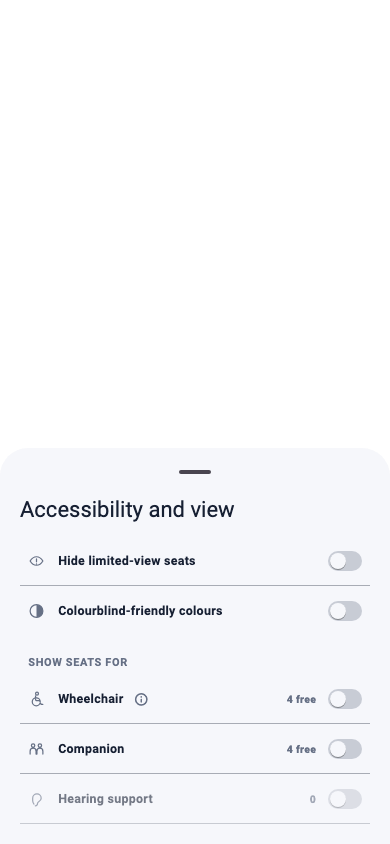 Accessibility and view
Hide limited-view seats
Colourblind-friendly colours
SHOW SEATS FOR
Wheelchair 4 free
Companion 4 free
Hearing support 0